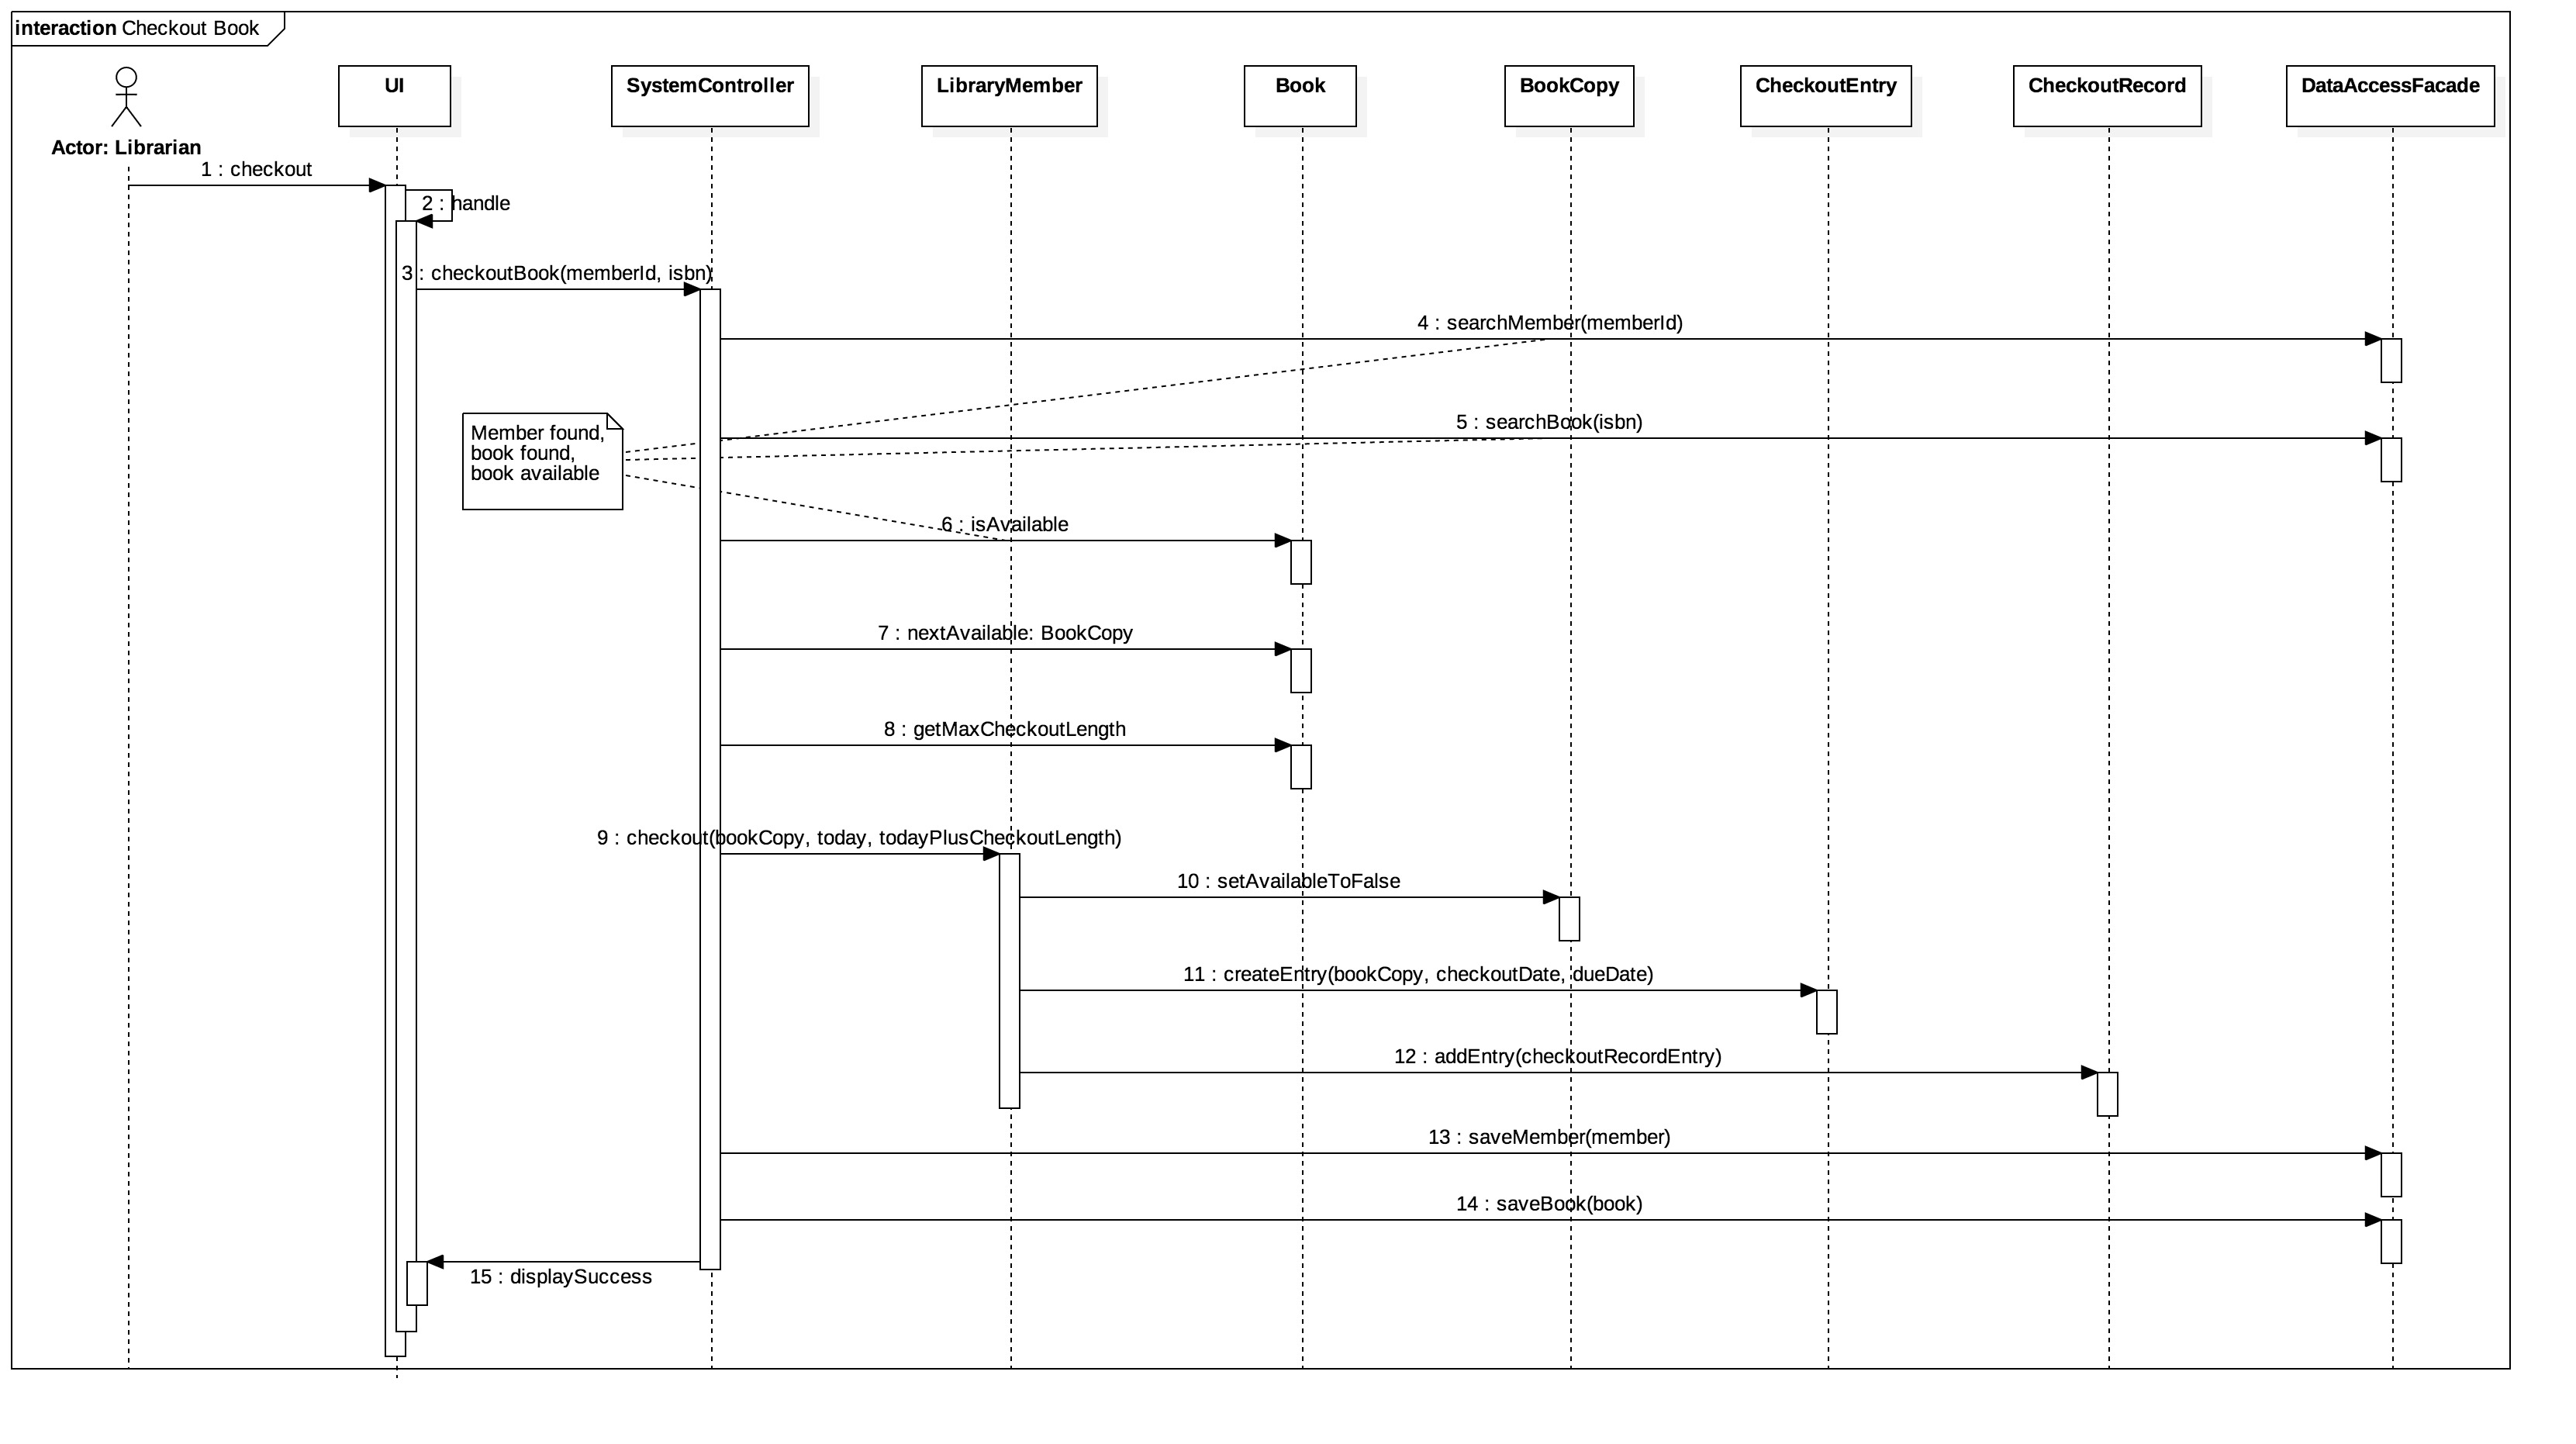 interaction Checkout Book
UI
SystemController
LibraryMember
Book
BookCopy
CheckoutEntry
CheckoutRecord
DataAccessFacade
Actor: Librarian
1 : checkout
2 : handle
3 : checkoutBook(memberId, isbn)
4 : searchMember(memberId)
Member found,
book found,
book available
5 : searchBook(isbn)
6 : isAvailable
7 : nextAvailable: BookCopy
8 : getMaxCheckoutLength
9 : checkout(bookCopy, today, todayPlusCheckoutLength)
10 : setAvailableToFalse
11 : createEntry(bookCopy, checkoutDate, dueDate)
12 : addEntry(checkoutRecordEntry)
13 : saveMember(member)
14 : saveBook(book)
15 : displaySuccess